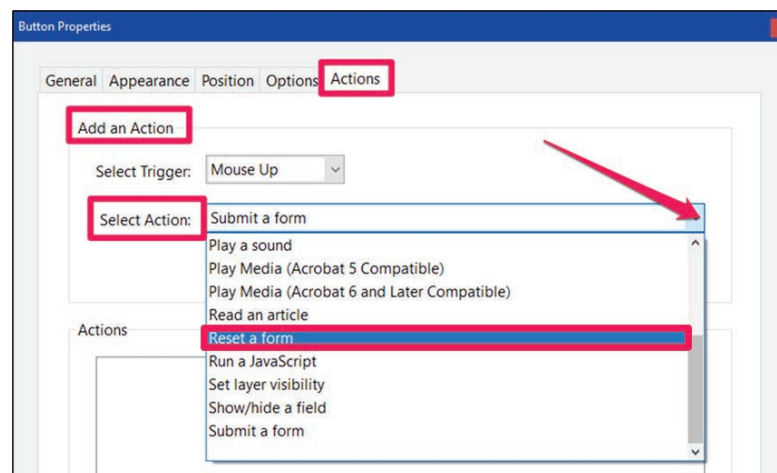 Button Properties
General Appearance Position Options Actions
Add an Action
Select Trigger: Mouse Up
Select Action: Submit a form
Play a sound
Play Media (Acrobat 5 Compatible)
Play Media (Acrobat 6 and Later Compatible)
Read an article
Reset a form
Run a JavaScript
Set layer visibility
Show/hide a field
Submit a form
Actions